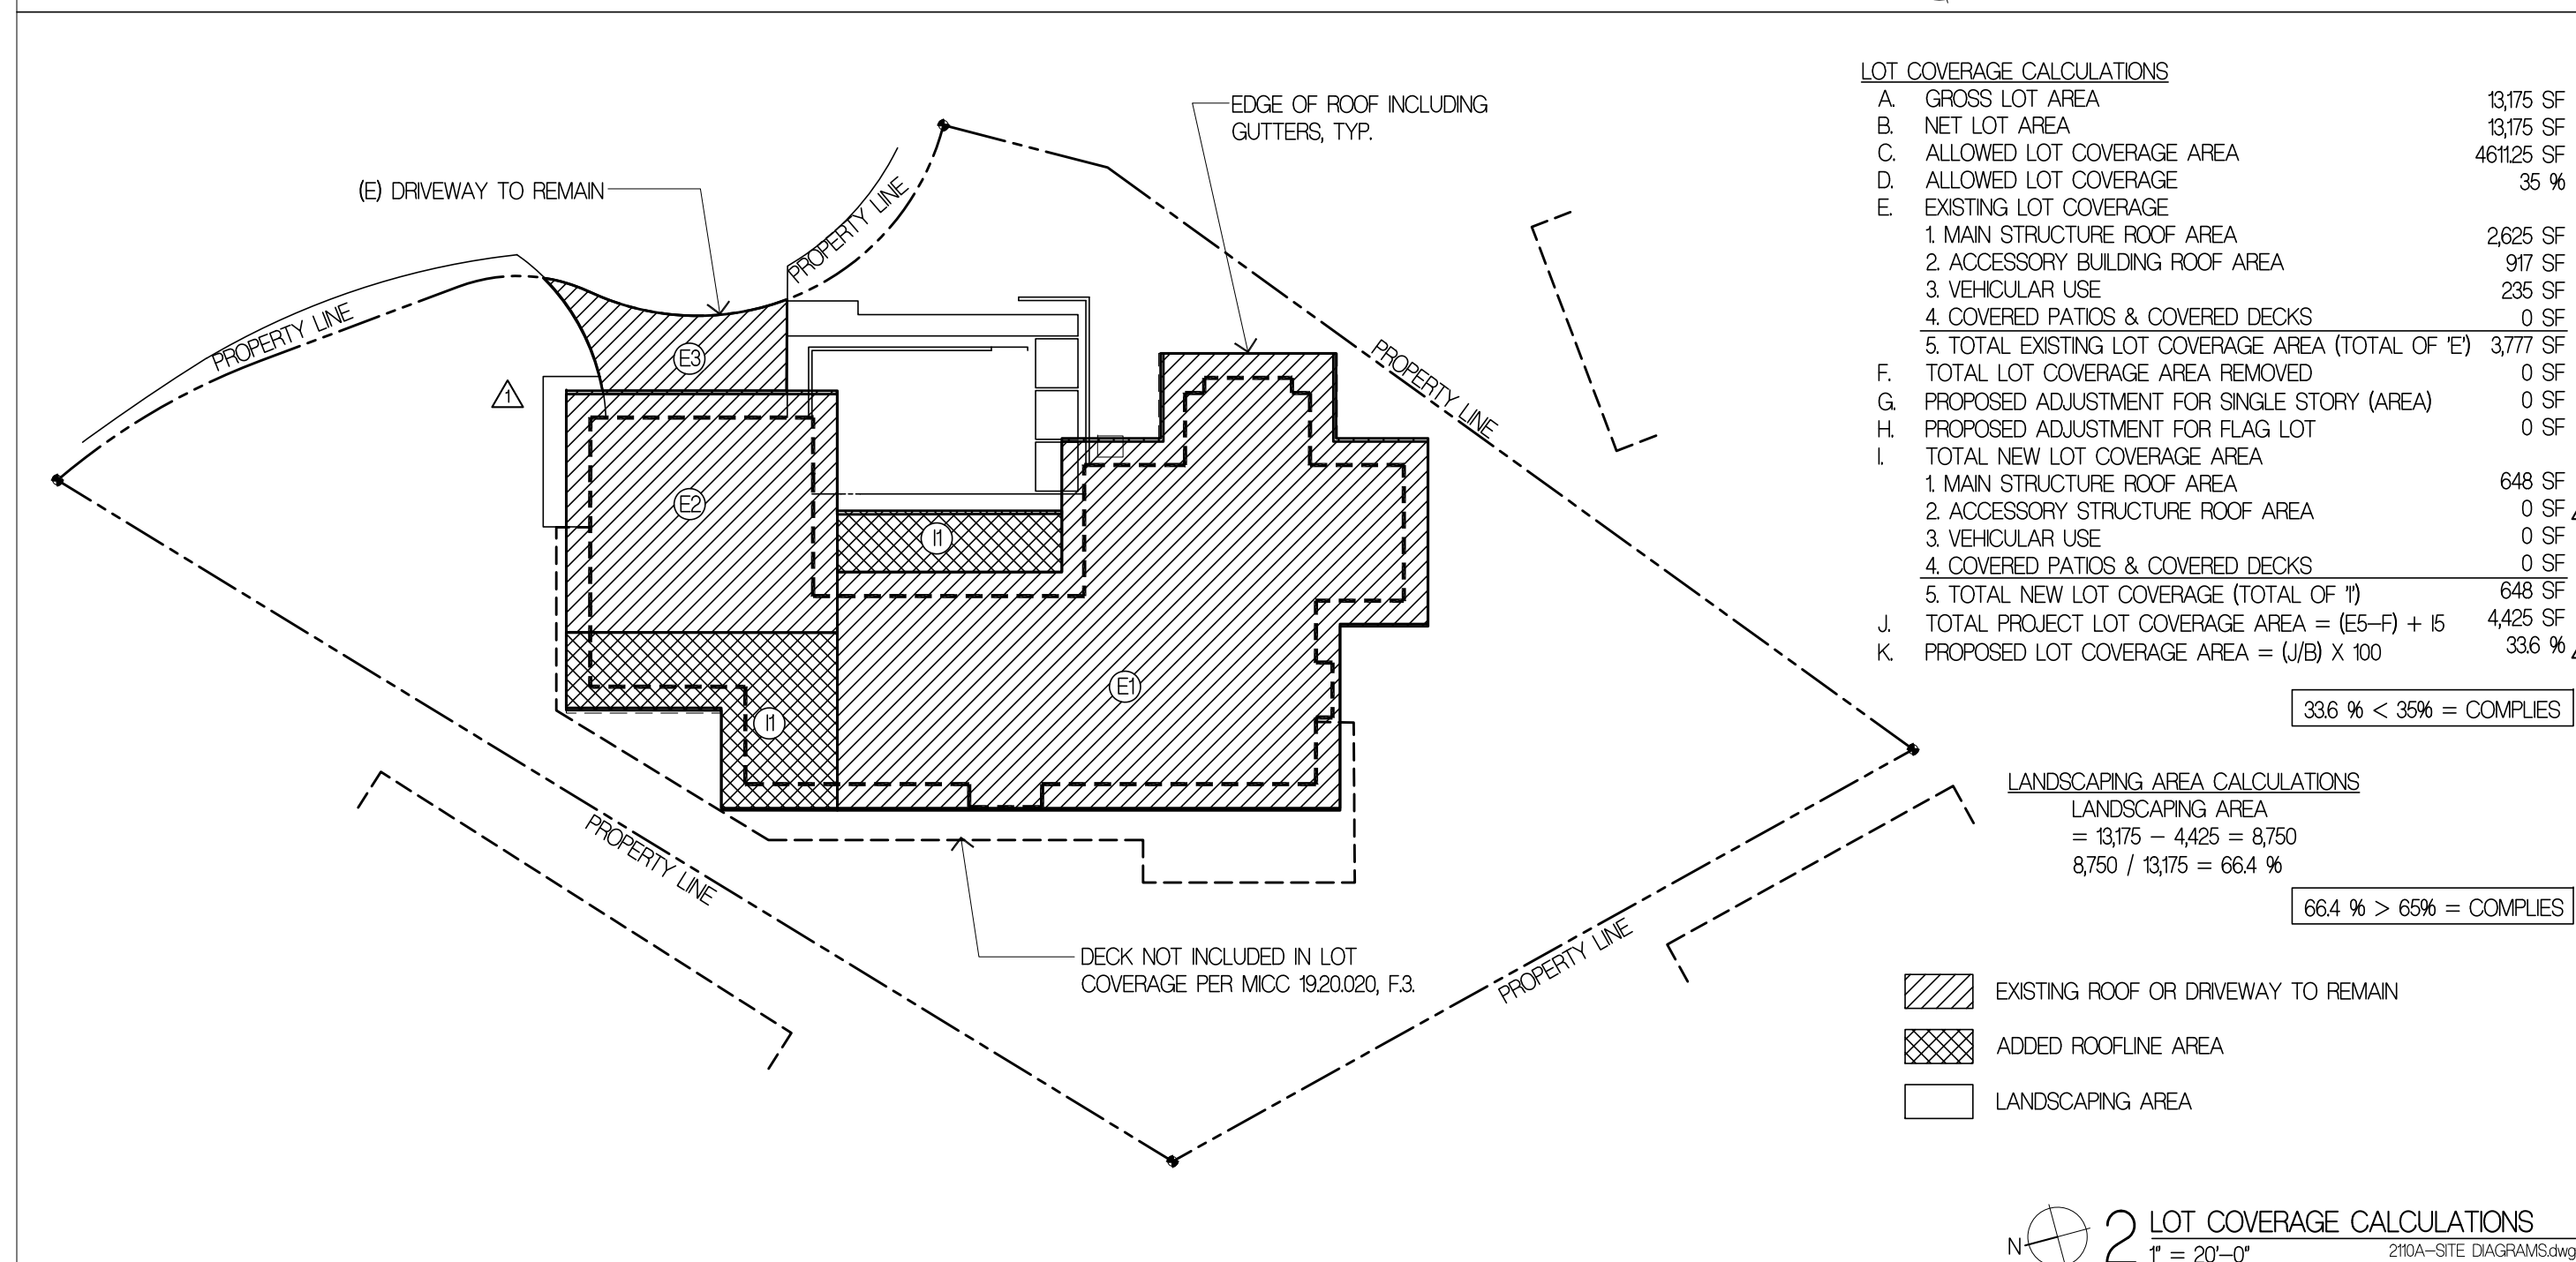 EDGE OF ROOF INCLUDING
GUTTERS, TYP.
(E) DRIVEWAY TO REMAIN
PROPERTY LINE
PROPERTY LINE
PROPERTY LINE
E3
1
E2
I1
E1
I1
PROPERTY LINE
PROPERTY LINE
DECK NOT INCLUDED IN LOT
COVERAGE PER MICC 19.20.020, F.3.
LOT COVERAGE CALCULATIONS
A. GROSS LOT AREA 13,175 SF
B. NET LOT AREA 13,175 SF
C. ALLOWED LOT COVERAGE AREA 4611.25 SF
D. ALLOWED LOT COVERAGE 35 %
E. EXISTING LOT COVERAGE
1. MAIN STRUCTURE ROOF AREA 2,625 SF
2. ACCESSORY BUILDING ROOF AREA 917 SF
3. VEHICULAR USE 235 SF
4. COVERED PATIOS & COVERED DECKS 0 SF
5. TOTAL EXISTING LOT COVERAGE AREA (TOTAL OF 'E') 3,777 SF
F. TOTAL LOT COVERAGE AREA REMOVED 0 SF
G. PROPOSED ADJUSTMENT FOR SINGLE STORY (AREA) 0 SF
H. PROPOSED ADJUSTMENT FOR FLAG LOT 0 SF
I. TOTAL NEW LOT COVERAGE AREA
1. MAIN STRUCTURE ROOF AREA 648 SF
2. ACCESSORY STRUCTURE ROOF AREA 0 SF
3. VEHICULAR USE 0 SF
4. COVERED PATIOS & COVERED DECKS 0 SF
5. TOTAL NEW LOT COVERAGE (TOTAL OF 'I') 648 SF
J. TOTAL PROJECT LOT COVERAGE AREA = (E5–F) + I5 4,425 SF
K. PROPOSED LOT COVERAGE AREA = (J/B) X 100 33.6 %
33.6 % < 35% = COMPLIES
LANDSCAPING AREA CALCULATIONS
LANDSCAPING AREA
= 13,175 – 4,425 = 8,750
8,750 / 13,175 = 66.4 %
66.4 % > 65% = COMPLIES
EXISTING ROOF OR DRIVEWAY TO REMAIN
ADDED ROOFLINE AREA
LANDSCAPING AREA
N
2 LOT COVERAGE CALCULATIONS
1" = 20'–0" 2110A–SITE DIAGRAMS.dwg